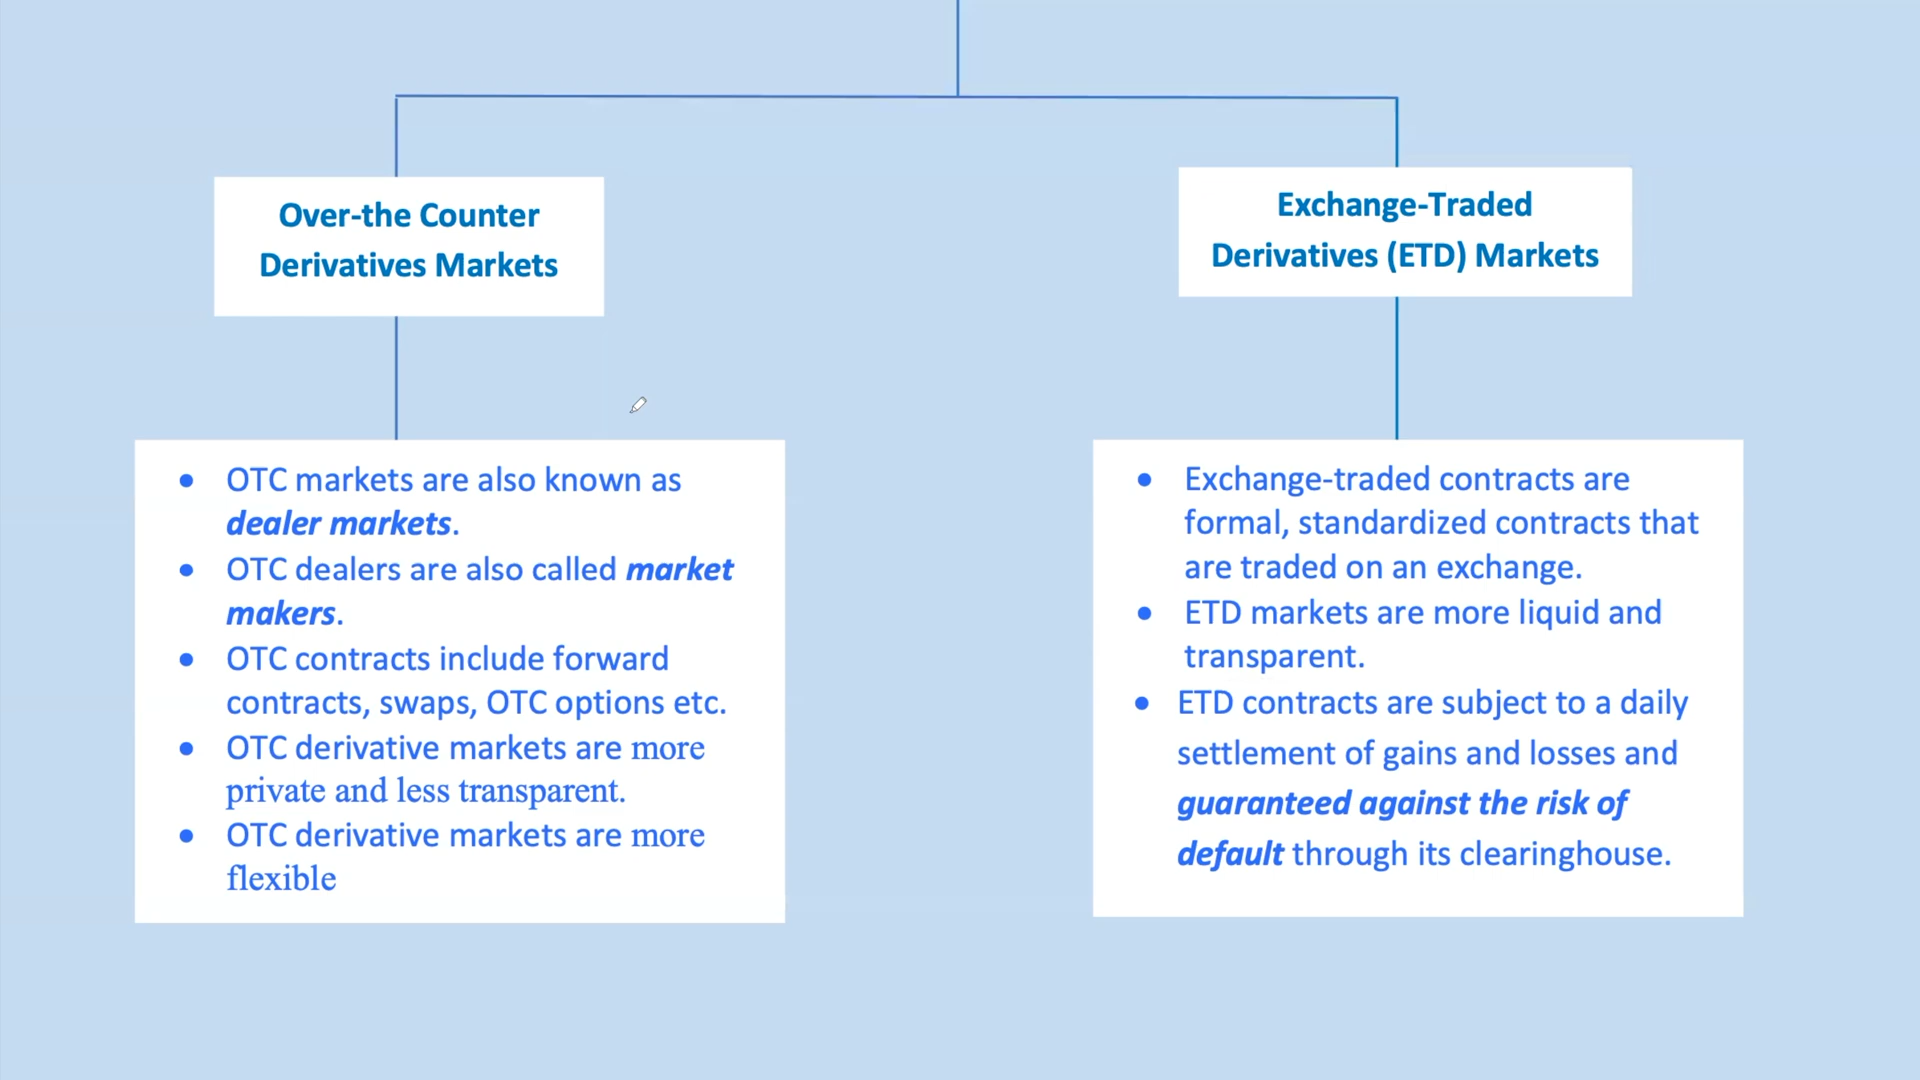 Over-the Counter
Derivatives Markets
OTC markets are also known as
dealer markets.
OTC dealers are also called market
makers.
OTC contracts include forward
contracts, swaps, OTC options etc.
OTC derivative markets are more
private and less transparent.
OTC derivative markets are more
flexible
Exchange-Traded
Derivatives (ETD) Markets
Exchange-traded contracts are
formal, standardized contracts that
are traded on an exchange.
ETD markets are more liquid and
transparent.
ETD contracts are subject to a daily
settlement of gains and losses and
guaranteed against the risk of
default through its clearinghouse.